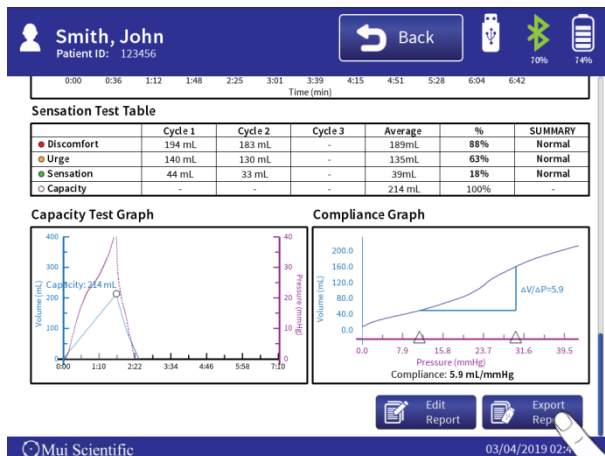 Smith, John
Patient ID: 123456
Back
70%
74%
0:00 0:36 1:12 1:48 2:25 3:01 3:39 4:15 4:51 5:28 6:04 6:42
Time (min)
Sensation Test Table
Cycle 1 Cycle 2 Cycle 3 Average % SUMMARY
Discomfort 194 mL 183 mL - 189mL 88% Normal
Urge 140 mL 130 mL - 135mL 63% Normal
Sensation 44 mL 33 mL - 39mL 18% Normal
Capacity - - - 214 mL 100% -
Capacity Test Graph
400
300
200
100
0
Volume (mL)
Capacity: 214 mL
40
30
20
10
0
Pressure (mmHg)
0:00 1:10 2:22 3:34 4:46 5:58 7:10
Compliance Graph
200.0
160.0
120.0
80.0
40.0
0.0
Volume (mL)
△V/△P=5.9
0.0 7.9 15.8 23.7 31.6 39.5
Pressure (mmHg)
Compliance: 5.9 mL/mmHg
Edit
Report
Export
Mui Scientific
03/04/2019